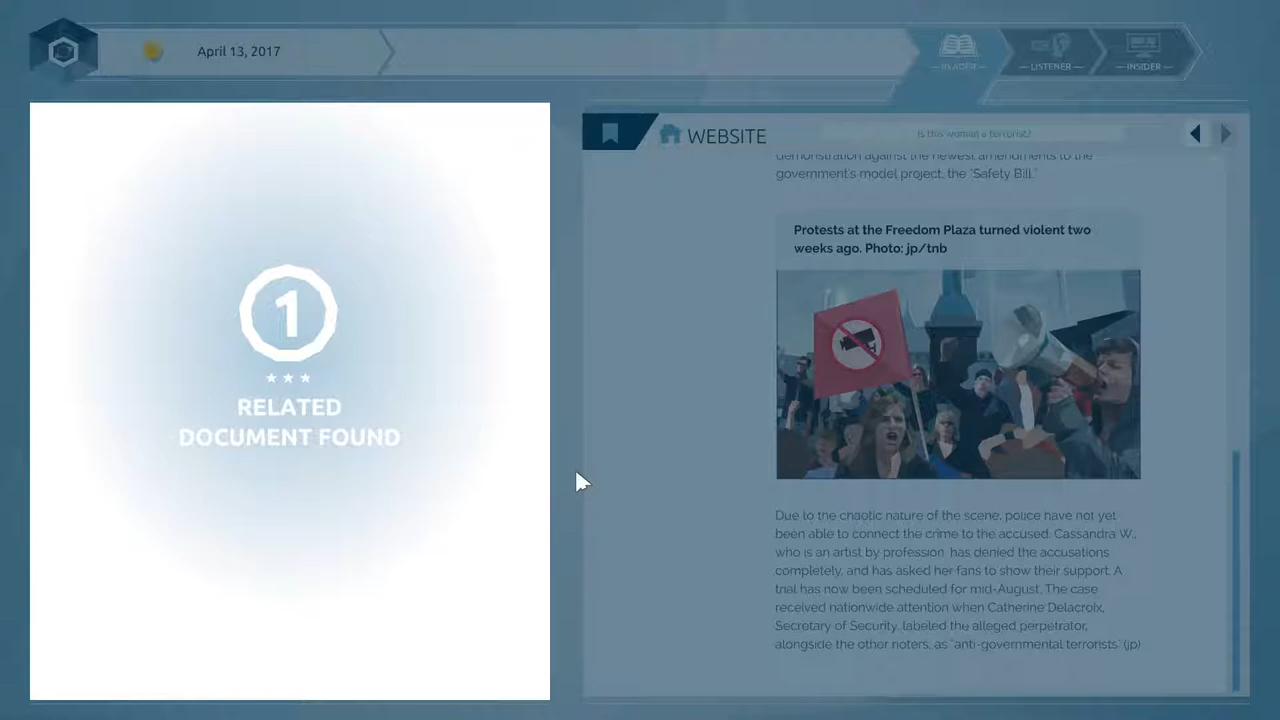 April 13, 2017
READER
LISTENER
INSIDER
1
RELATED
DOCUMENT FOUND
WEBSITE
Is this woman a terrorist?
demonstration against the newest amendments to the
government's model project, the "Safety Bill."
Protests at the Freedom Plaza turned violent two
weeks ago. Photo: jp/tnb
Due to the chaotic nature of the scene, police have not yet
been able to connect the crime to the accused. Cassandra W.,
who is an artist by profession, has denied the accusations
completely, and has asked her fans to show their support. A
trial has now been scheduled for mid-August. The case
received nationwide attention when Catherine Delacroix,
Secretary of Security, labeled the alleged perpetrator,
alongside the other rioters, as "anti-governmental terrorists" (jp)